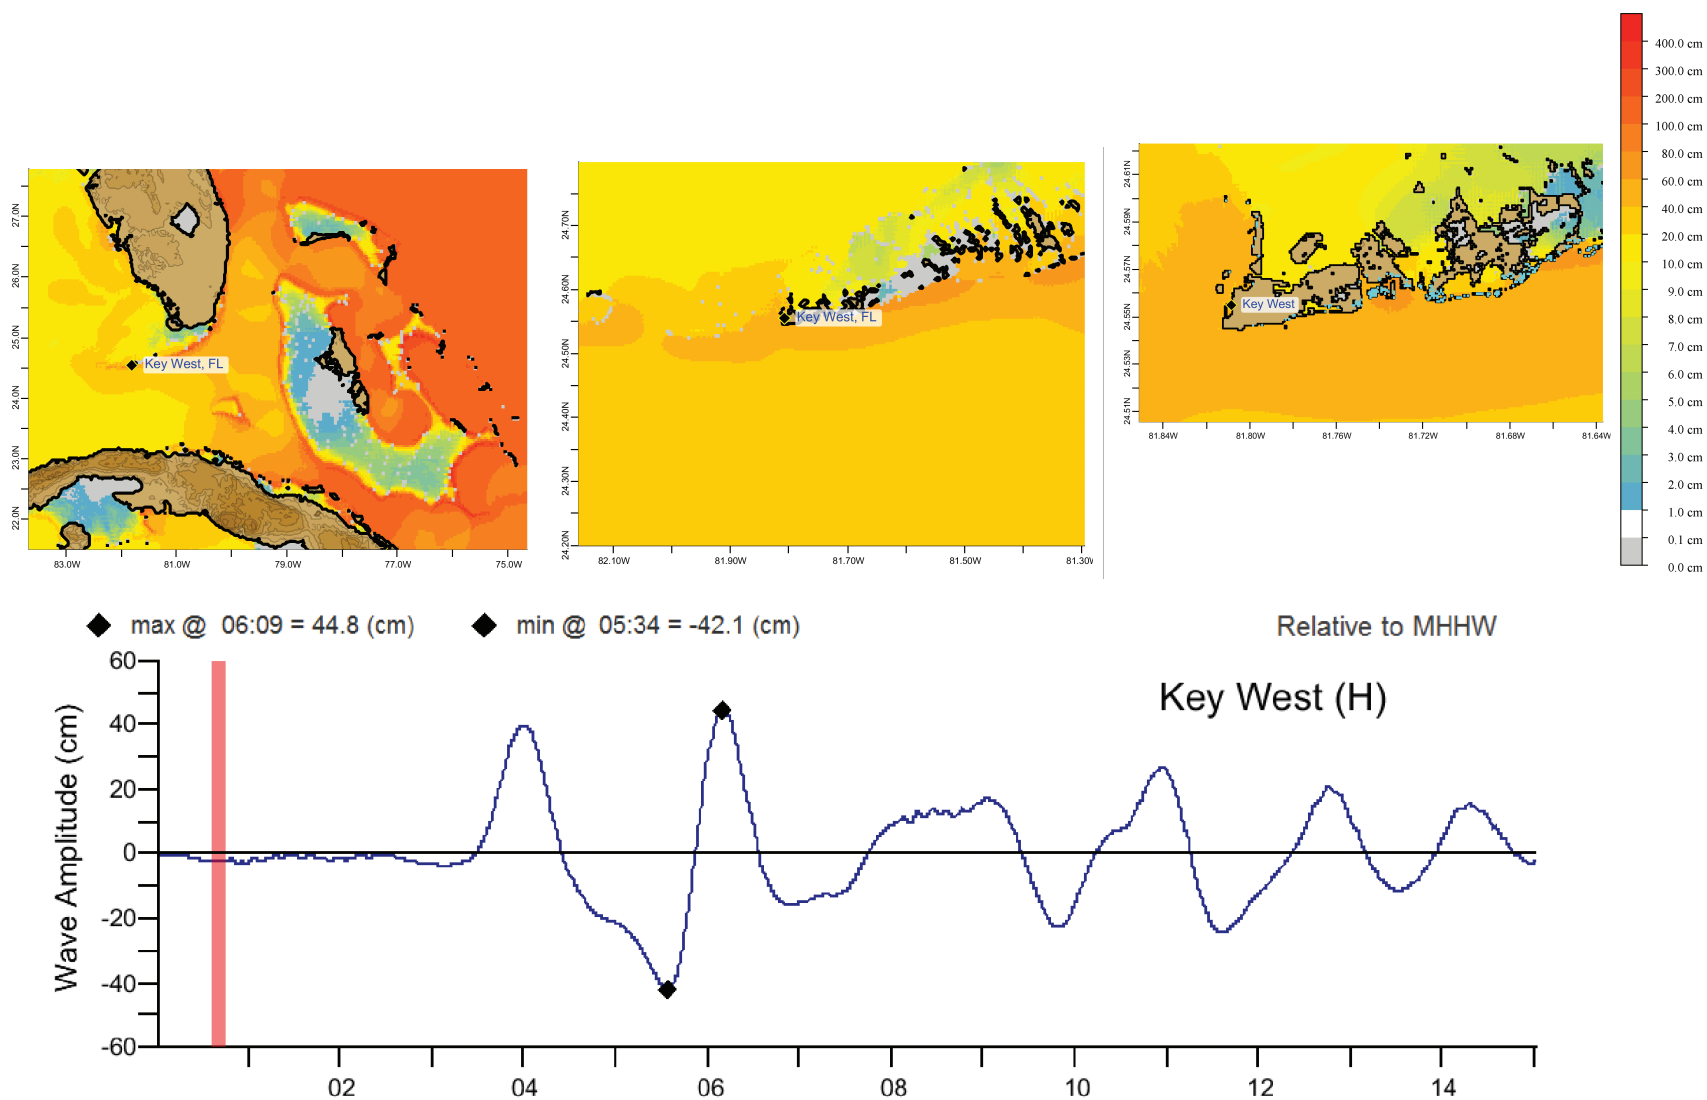 400.0 cm
300.0 cm
200.0 cm
100.0 cm
80.0 cm
60.0 cm
40.0 cm
20.0 cm
10.0 cm
9.0 cm
8.0 cm
7.0 cm
6.0 cm
5.0 cm
4.0 cm
3.0 cm
2.0 cm
1.0 cm
0.1 cm
0.0 cm
27.0N
26.0N
25.0N
24.0N
23.0N
22.0N
Key West, FL
83.0W 81.0W 79.0W 77.0W 75.0W
24.70N
24.60N
24.50N
24.40N
24.30N
24.20N
Key West, FL
82.10W 81.90W 81.70W 81.50W 81.30W
24.61N
24.59N
24.57N
24.55N
24.53N
24.51N
Key West
81.84W 81.80W 81.76W 81.72W 81.68W 81.64W
max @ 06:09 = 44.8 (cm) min @ 05:34 = -42.1 (cm) Relative to MHHW
Key West (H)
Wave Amplitude (cm)
60
40
20
0
-20
-40
-60
02 04 06 08 10 12 14